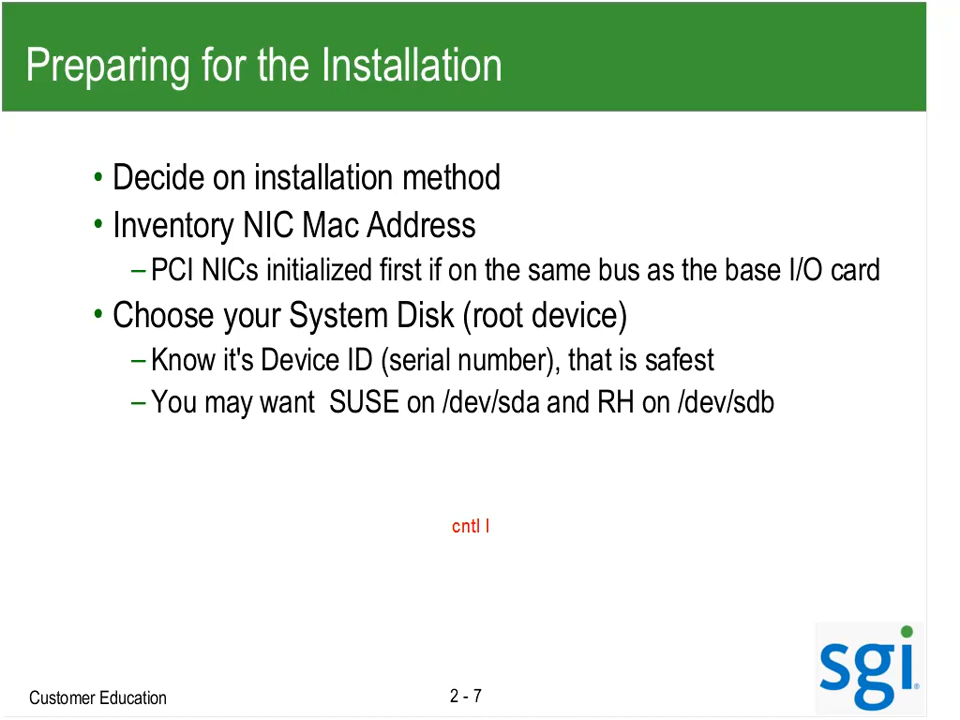 Preparing for the Installation
• Decide on installation method
• Inventory NIC Mac Address
– PCI NICs initialized first if on the same bus as the base I/O card
• Choose your System Disk (root device)
– Know it's Device ID (serial number), that is safest
– You may want  SUSE on /dev/sda and RH on /dev/sdb
cntl l
sgi®
Customer Education
2 - 7